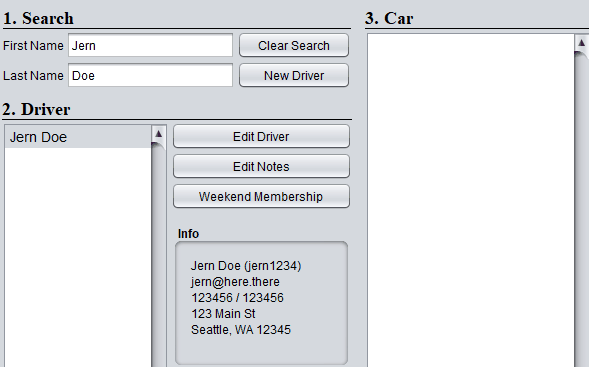 1. Search
First Name Jern Clear Search
Last Name Doe New Driver
2. Driver
Jern Doe
Edit Driver
Edit Notes
Weekend Membership
Info
Jern Doe (jern1234)
jern@here.there
123456 / 123456
123 Main St
Seattle, WA 12345
3. Car